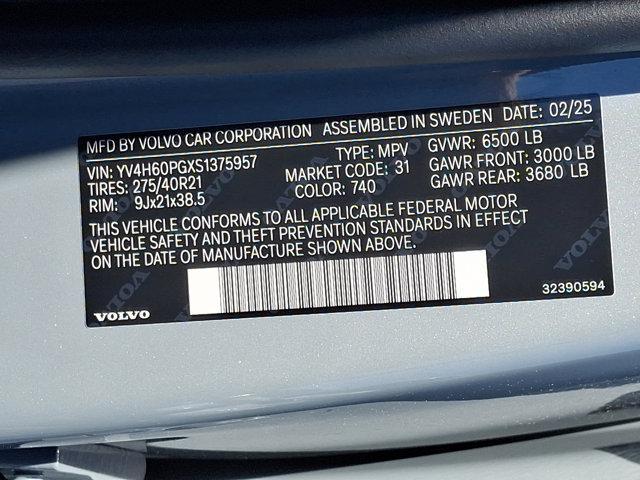 MFD BY VOLVO CAR CORPORATION ASSEMBLED IN SWEDEN DATE: 02/25
VIN: YV4H60PGXS1375957 TYPE: MPV GVWR: 6500 LB
TIRES: 275/40R21 MARKET CODE: 31 GAWR FRONT: 3000 LB
RIM: 9Jx21x38.5 COLOR: 740 GAWR REAR: 3680 LB
THIS VEHICLE CONFORMS TO ALL APPLICABLE FEDERAL MOTOR
VEHICLE SAFETY AND THEFT PREVENTION STANDARDS IN EFFECT
ON THE DATE OF MANUFACTURE SHOWN ABOVE.
VOLVO 32390594